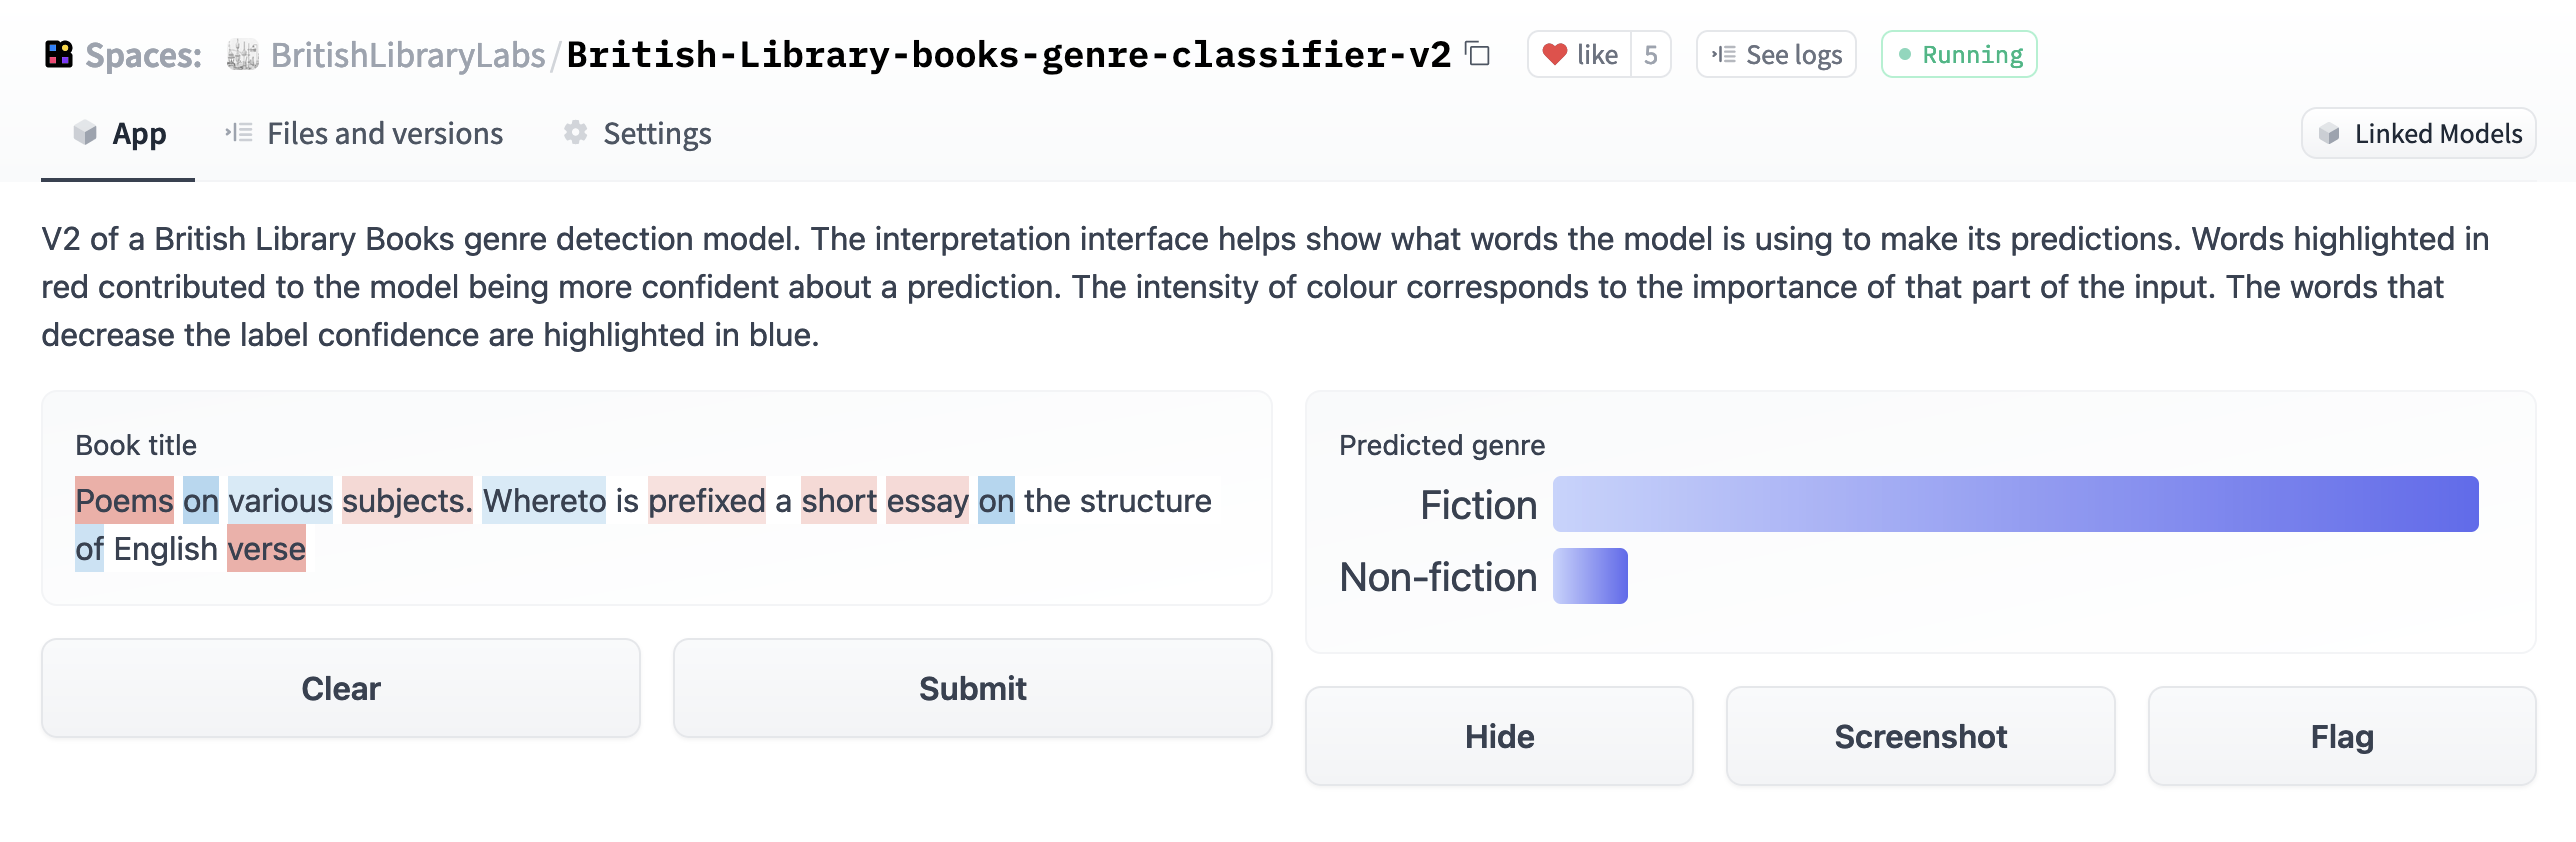 Spaces: BritishLibraryLabs/British-Library-books-genre-classifier-v2 like 5 See logs Running
App Files and versions Settings Linked Models
V2 of a British Library Books genre detection model. The interpretation interface helps show what words the model is using to make its predictions. Words highlighted in
red contributed to the model being more confident about a prediction. The intensity of colour corresponds to the importance of that part of the input. The words that
decrease the label confidence are highlighted in blue.
Book title
Poems on various subjects. Whereto is prefixed a short essay on the structure
of English verse
Clear Submit
Predicted genre
Fiction
Non-fiction
Hide Screenshot Flag